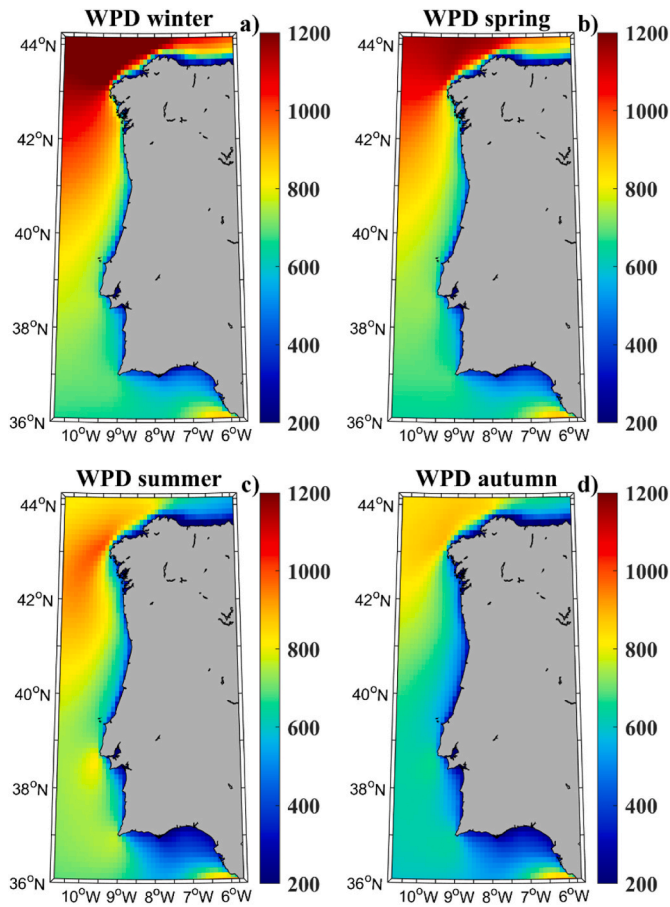 WPD winter
a)
1200
1000
800
600
400
200
44°N
42°N
40°N
38°N
36°N
10°W 9°W 8°W 7°W 6°W
WPD spring
b)
1200
1000
800
600
400
200
44°N
42°N
40°N
38°N
36°N
10°W 9°W 8°W 7°W 6°W
WPD summer
c)
1200
1000
800
600
400
200
44°N
42°N
40°N
38°N
36°N
10°W 9°W 8°W 7°W 6°W
WPD autumn
d)
1200
1000
800
600
400
200
44°N
42°N
40°N
38°N
36°N
10°W 9°W 8°W 7°W 6°W